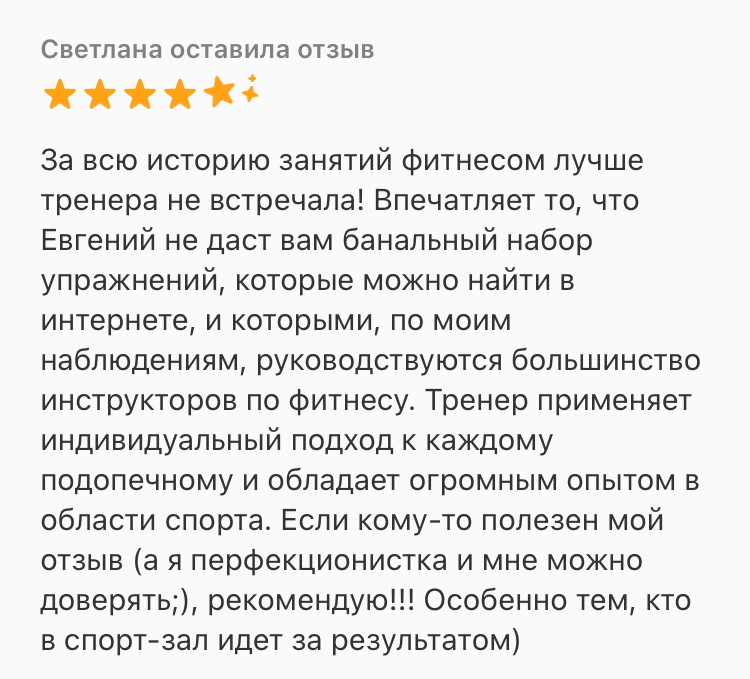 Светлана оставила отзыв
За всю историю занятий фитнесом лучше
тренера не встречала! Впечатляет то, что
Евгений не даст вам банальный набор
упражнений, которые можно найти в
интернете, и которыми, по моим
наблюдениям, руководствуются большинство
инструкторов по фитнесу. Тренер применяет
индивидуальный подход к каждому
подопечному и обладает огромным опытом в
области спорта. Если кому-то полезен мой
отзыв (а я перфекционистка и мне можно
доверять;), рекомендую!!! Особенно тем, кто
в спорт-зал идет за результатом)